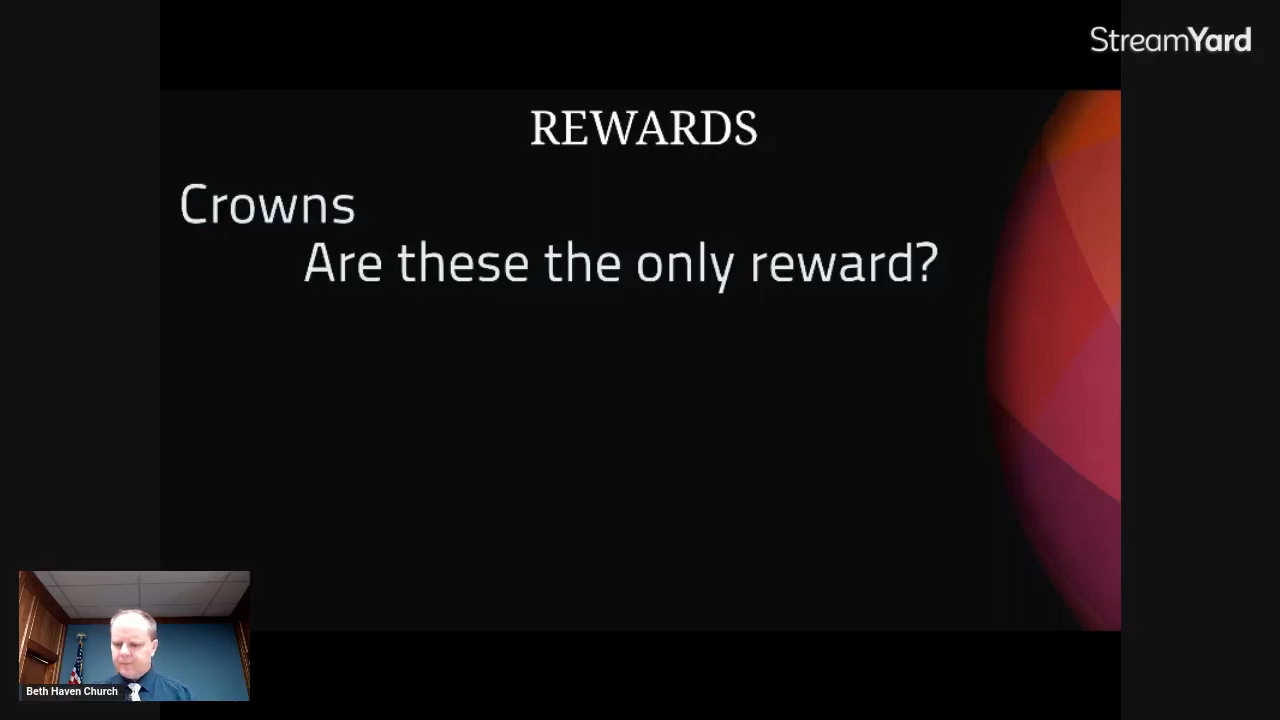 StreamYard
REWARDS
Crowns
Are these the only reward?
Beth Haven Church